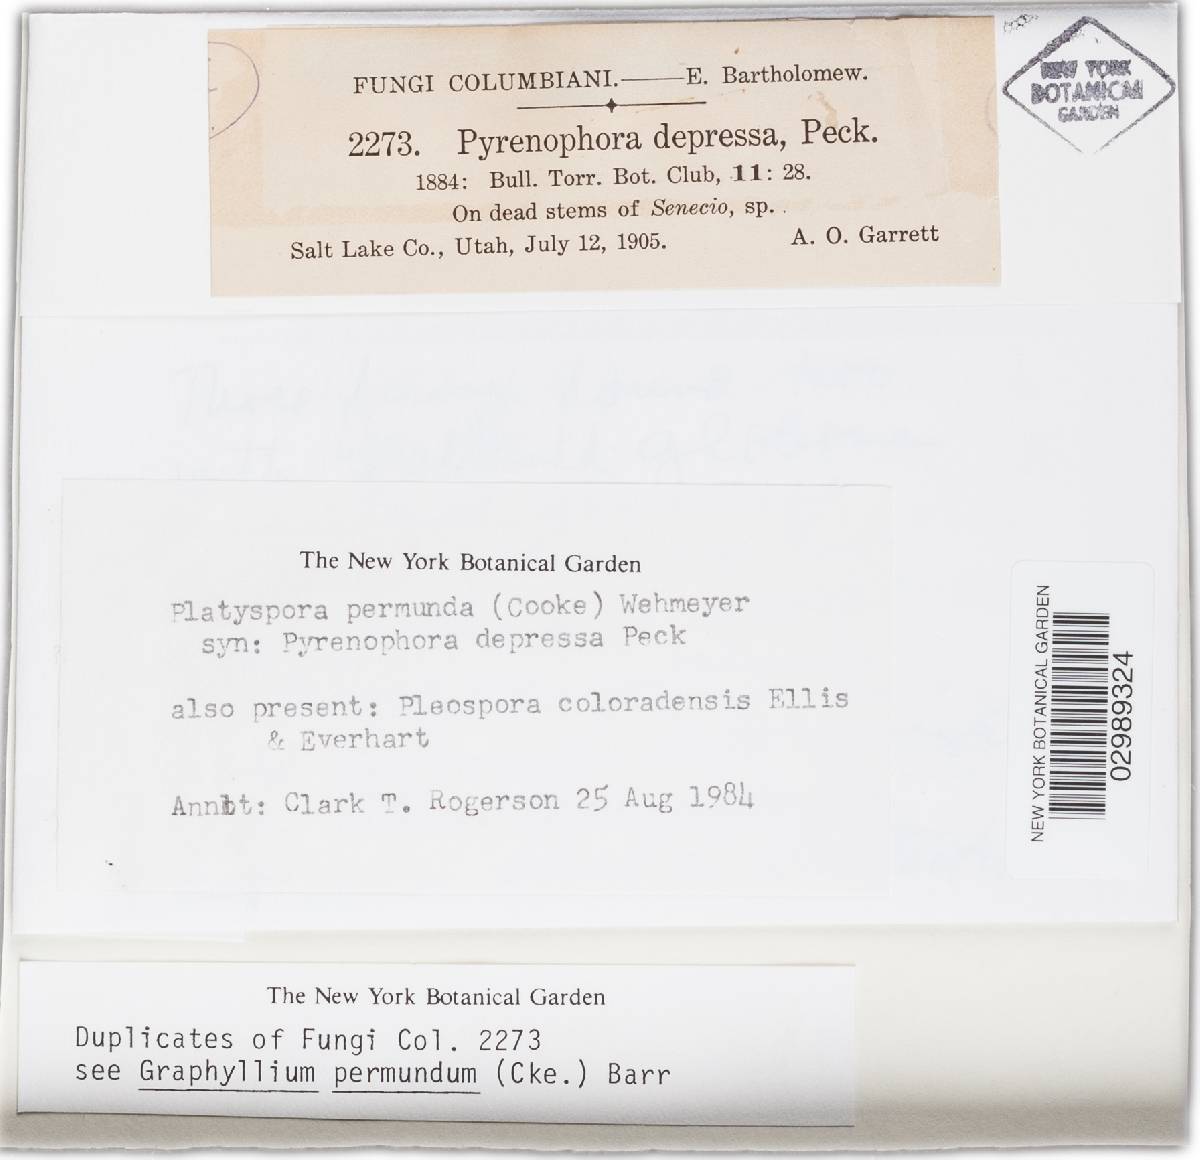 FUNGI COLUMBIANI.——E. Bartholomew.
2273. Pyrenophora depressa, Peck.
1884: Bull. Torr. Bot. Club, 11: 28.
On dead stems of Senecio, sp.
Salt Lake Co., Utah, July 12, 1905. A. O. Garrett
NEW YORK
BOTANICAL
GARDEN
The New York Botanical Garden
Platyspora permunda (Cooke) Wehmeyer
syn: Pyrenophora depressa Peck
also present: Pleospora coloradensis Ellis
& Everhart
Annot: Clark T. Rogerson 25 Aug 1984
NEW YORK BOTANICAL GARDEN
02989324
The New York Botanical Garden
Duplicates of Fungi Col. 2273
see Graphyllium permundum (Cke.) Barr